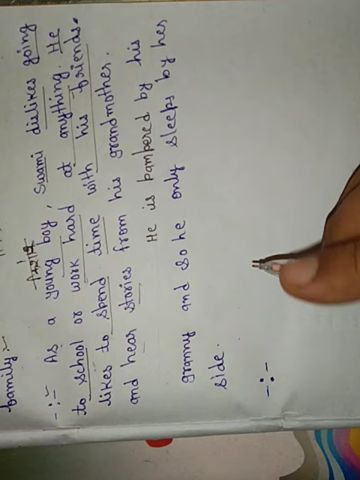 family:-
-:- As a young boy, Swami dislikes going
to school or work hard at anything. He
likes to spend time with his friends.
and hear stories from his grandmother.
He is pampered by his
granny and so he only sleeps by her
side.
-:-